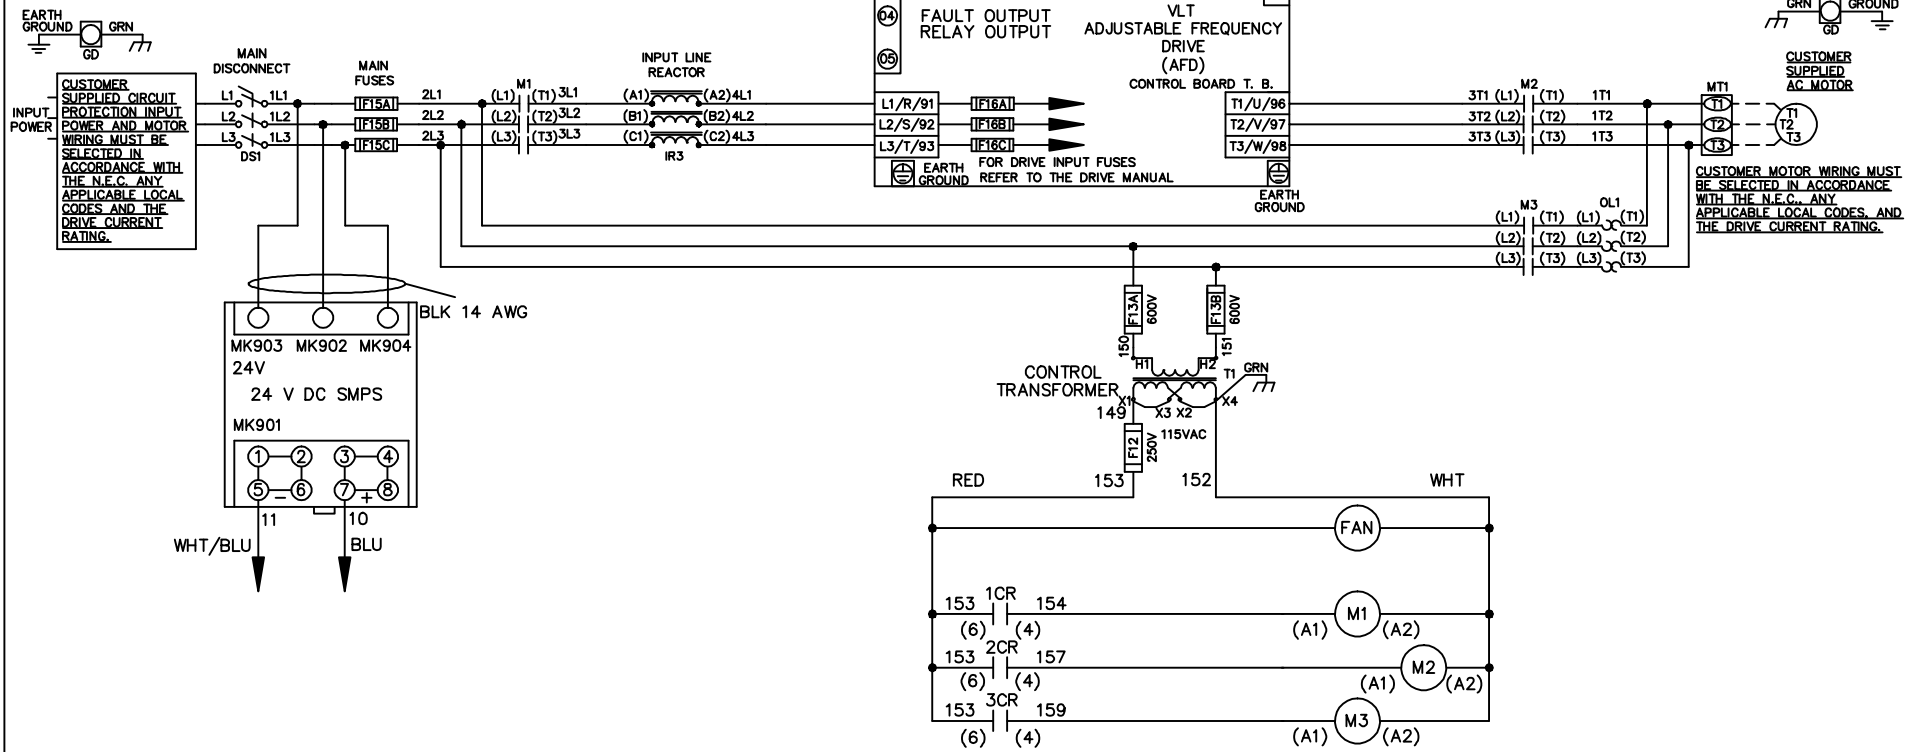 EARTH
GROUND
GRN
GD
MAIN
DISCONNECT
MAIN
FUSES
INPUT LINE
REACTOR
04
05
FAULT OUTPUT
RELAY OUTPUT
VLT
ADJUSTABLE FREQUENCY
DRIVE
(AFD)
CONTROL BOARD T. B.
GRN
GROUND
GD
CUSTOMER
SUPPLIED
AC MOTOR
INPUT
POWER
CUSTOMER
SUPPLIED CIRCUIT
PROTECTION INPUT
POWER AND MOTOR
WIRING MUST BE
SELECTED IN
ACCORDANCE WITH
THE N.E.C. ANY
APPLICABLE LOCAL
CODES AND THE
DRIVE CURRENT
RATING.
L1 1L1 F15A 2L1 (L1) M1 (T1) 3L1 (A1) (A2) 4L1 L1/R/91 F16A T1/U/96 3T1 (L1) M2 (T1) 1T1 MT1 T1 T1
L2 1L2 F15B 2L2 (L2) (T2) 3L2 (B1) (B2) 4L2 L2/S/92 F16B T2/V/97 3T2 (L2) (T2) 1T2 T2 T2
L3 1L3 F15C 2L3 (L3) (T3) 3L3 (C1) (C2) 4L3 L3/T/93 F16C T3/W/98 3T3 (L3) (T3) 1T3 T3 T3
DS1
IR3
EARTH
GROUND
FOR DRIVE INPUT FUSES
REFER TO THE DRIVE MANUAL
EARTH
GROUND
CUSTOMER MOTOR WIRING MUST
BE SELECTED IN ACCORDANCE
WITH THE N.E.C., ANY
APPLICABLE LOCAL CODES, AND
THE DRIVE CURRENT RATING.
M3 OL1
(L1) (T1) (L1) (T1)
(L2) (T2) (L2) (T2)
(L3) (T3) (L3) (T3)
BLK 14 AWG
MK903 MK902 MK904
24V
24 V DC SMPS
MK901
1 2 3 4
5 − 6 7 + 8
11 10
WHT/BLU BLU
F13A 600V
F13B 600V
150 151
H1 H2
CONTROL
TRANSFORMER
T1
GRN
X1 X3 X2 X4
149
115VAC
F12 250V
RED 153 152 WHT
FAN
153 1CR 154 M1
(6) (4) (A1) (A2)
153 2CR 157 M2
(6) (4) (A1) (A2)
153 3CR 159 M3
(6) (4) (A1) (A2)